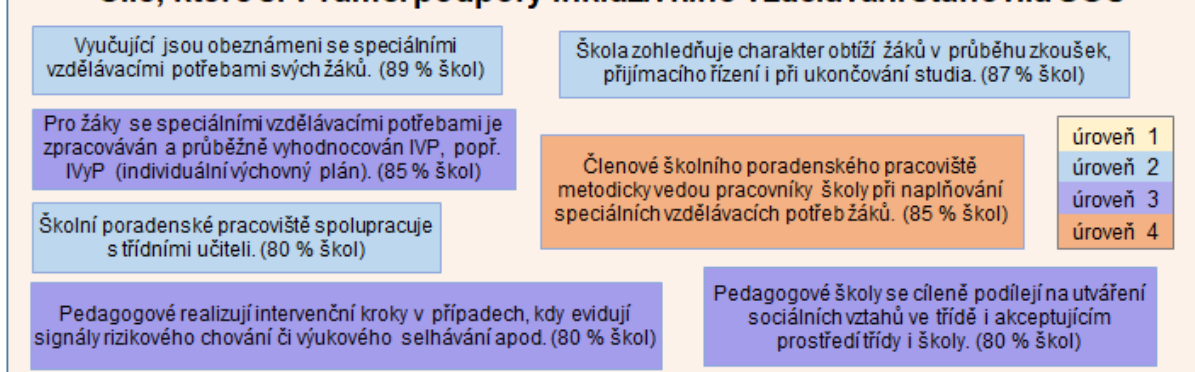 Vyučující jsou obeznámeni se speciálními
vzdělávacími potřebami svých žáků. (89 % škol)
Škola zohledňuje charakter obtíží žáků v průběhu zkoušek,
přijímacího řízení i při ukončování studia. (87 % škol)
Pro žáky se speciálními vzdělávacími potřebami je
zpracováván a průběžně vyhodnocován IVP, popř.
IVyP (individuální výchovný plán). (85 % škol)
Členové školního poradenského pracoviště
metodicky vedou pracovníky školy při naplňování
speciálních vzdělávacích potřeb žáků. (85 % škol)
úroveň 1
úroveň 2
úroveň 3
úroveň 4
Školní poradenské pracoviště spolupracuje
s třídními učiteli. (80 % škol)
Pedagogové realizují intervenční kroky v případech, kdy evidují
signály rizikového chování či výukového selhávání apod. (80 % škol)
Pedagogové školy se cíleně podílejí na utváření
sociálních vztahů ve třídě i akceptujícím
prostředí třídy i školy. (80 % škol)